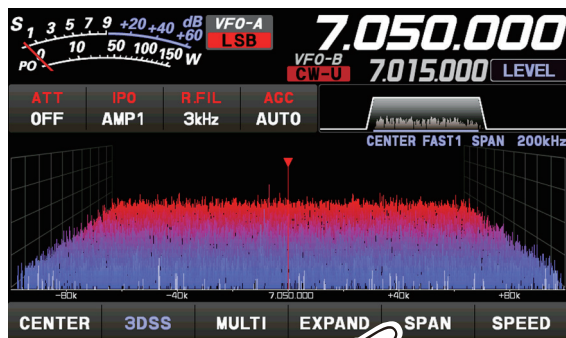 S 1 3 5 7 9 +20 +40 +60 dB
VFO-A
LSB
7.050.000
PO 0 10 50 100 150 W
VFO-B
CW-U
7.015.000
LEVEL
ATT IPO R.FIL AGC
OFF AMP1 3kHz AUTO
CENTER FAST1 SPAN 200kHz
-80k -40k 7.050.000 +40k +80k
CENTER 3DSS MULTI EXPAND SPAN SPEED